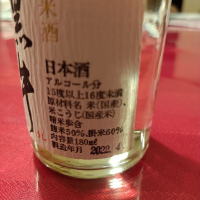 米酒
日本酒
アルコール分
15度以上16度未満
原材料名 米(国産)、
米こうじ(国産米)
精米歩合
麹米50%、掛米60%
内容量180ml
製造年月 2022.4